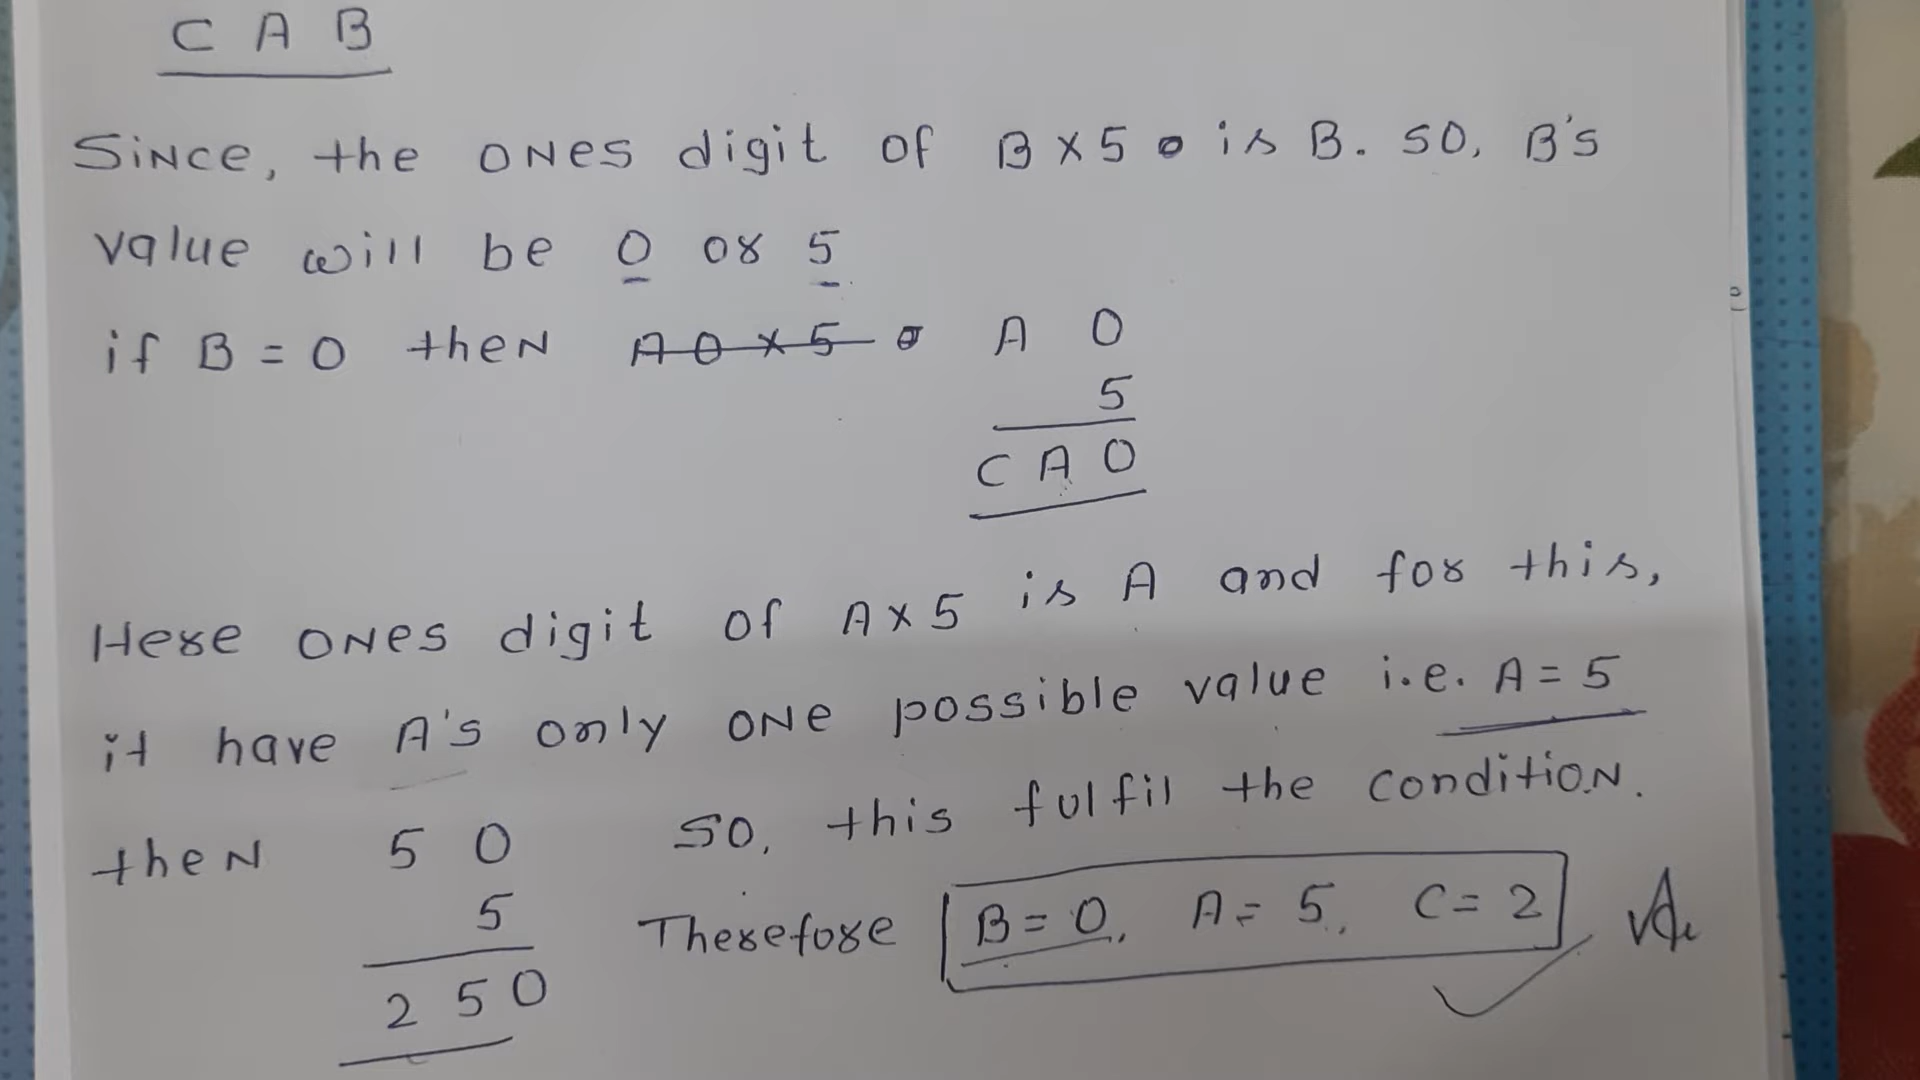 C A B
Since, the ones digit of B × 5 is B. So, B's
value will be 0 or 5
if B = 0 then A0 × 5 A 0
5
C A 0
Here ones digit of A × 5 is A and for this,
it have A's only one possible value i.e. A = 5
then 5 0 So, this fulfil the condition.
5
2 5 0
Therefore B = 0, A = 5, C = 2